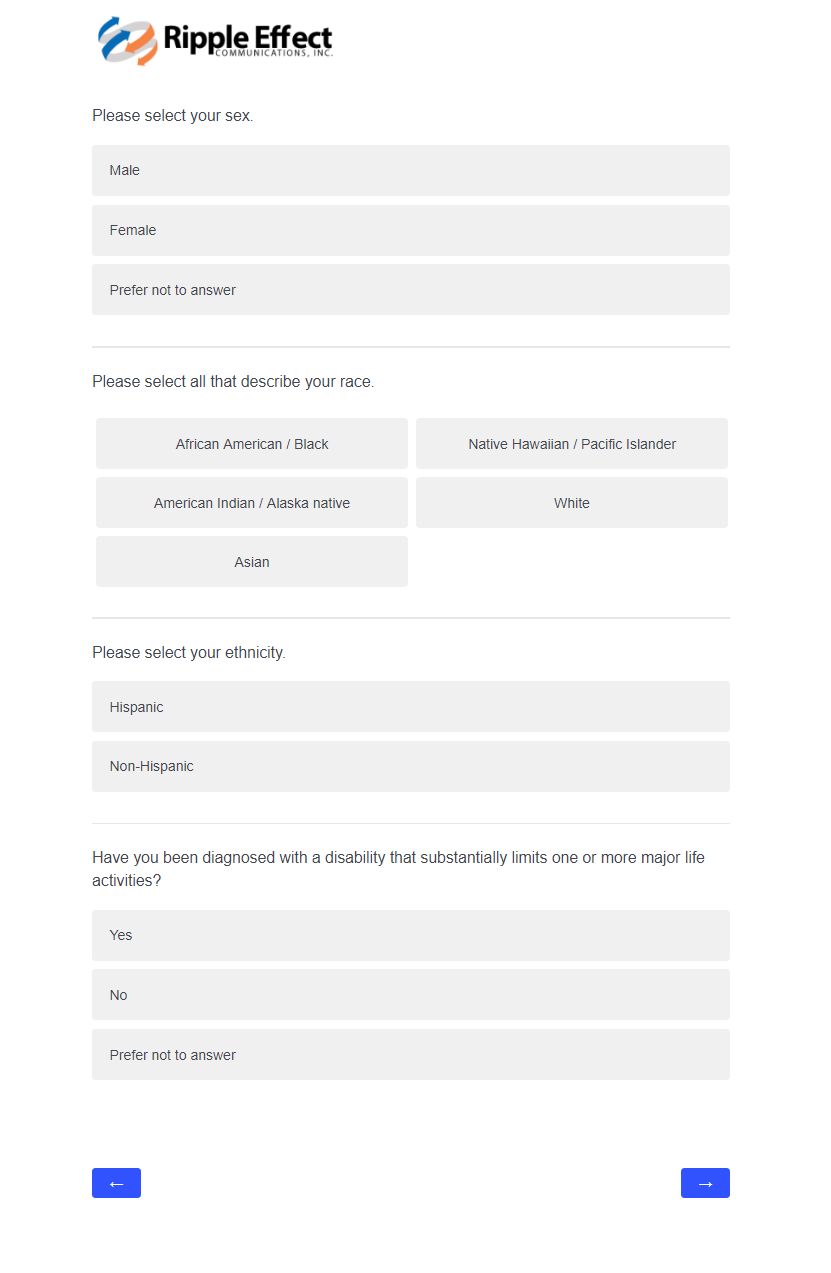 Ripple Effect
COMMUNICATIONS, INC.
Please select your sex.
Male
Female
Prefer not to answer
Please select all that describe your race.
African American / Black
Native Hawaiian / Pacific Islander
American Indian / Alaska native
White
Asian
Please select your ethnicity.
Hispanic
Non-Hispanic
Have you been diagnosed with a disability that substantially limits one or more major life
activities?
Yes
No
Prefer not to answer
← →